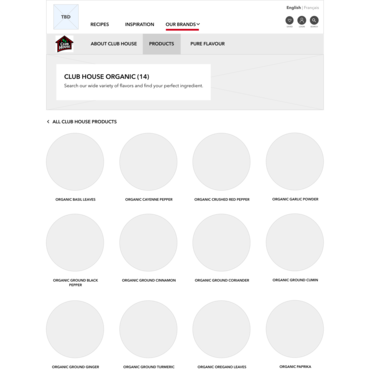 TBD
English | Français
RECIPES
INSPIRATION
OUR BRANDS
CLUB HOUSE
ABOUT CLUB HOUSE
PRODUCTS
PURE FLAVOUR
CLUB HOUSE ORGANIC (14)
Search our wide variety of flavors and find your perfect ingredient.
ALL CLUB HOUSE PRODUCTS
ORGANIC BASIL LEAVES
ORGANIC CAYENNE PEPPER
ORGANIC CRUSHED RED PEPPER
ORGANIC GARLIC POWDER
ORGANIC GROUND BLACK
PEPPER
ORGANIC GROUND CINNAMON
ORGANIC GROUND CORIANDER
ORGANIC GROUND CUMIN
ORGANIC GROUND GINGER
ORGANIC GROUND TURMERIC
ORGANIC OREGANO LEAVES
ORGANIC PAPRIKA